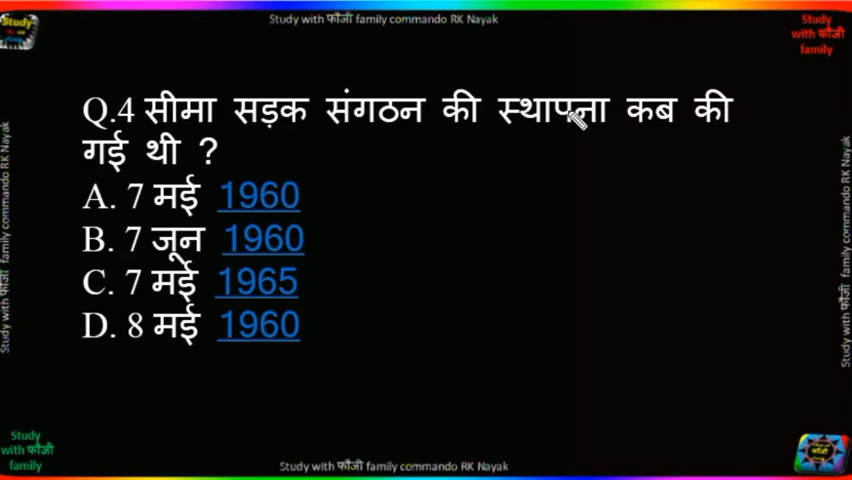 Study with फौजी family commando RK Nayak
Study
Study
with फौजी
family
Q.4 सीमा सड़क संगठन की स्थापना कब की
गई थी ?
A. 7 मई 1960
B. 7 जून 1960
C. 7 मई 1965
D. 8 मई 1960
Study with फौजी family commando RK Nayak
Study with फौजी family commando RK Nayak
Study
with फौजी
family
Study with फौजी family commando RK Nayak